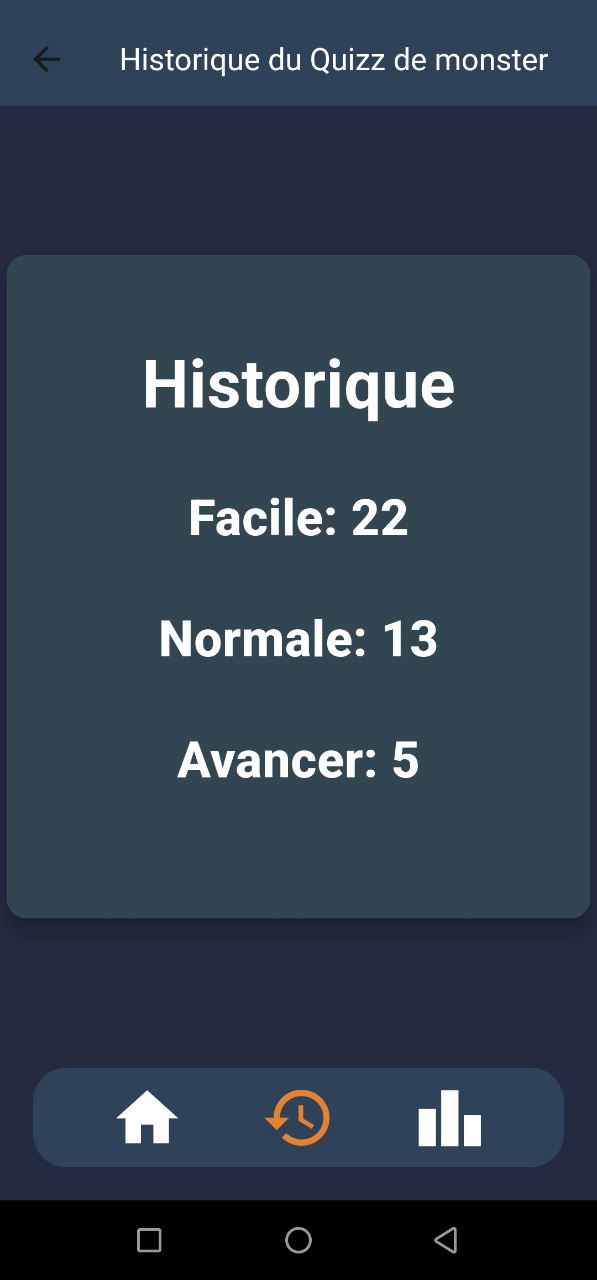 Historique du Quizz de monster
Historique
Facile: 22
Normale: 13
Avancer: 5